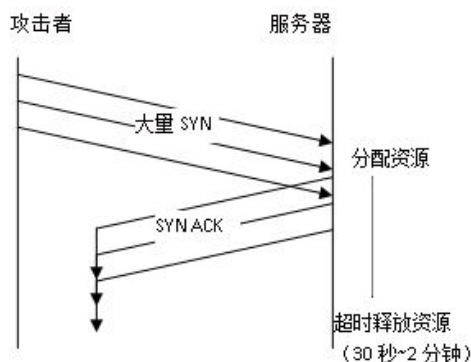 攻击者
服务器
大量 SYN
分配资源
SYN ACK
超时释放资源
（30 秒~2 分钟）